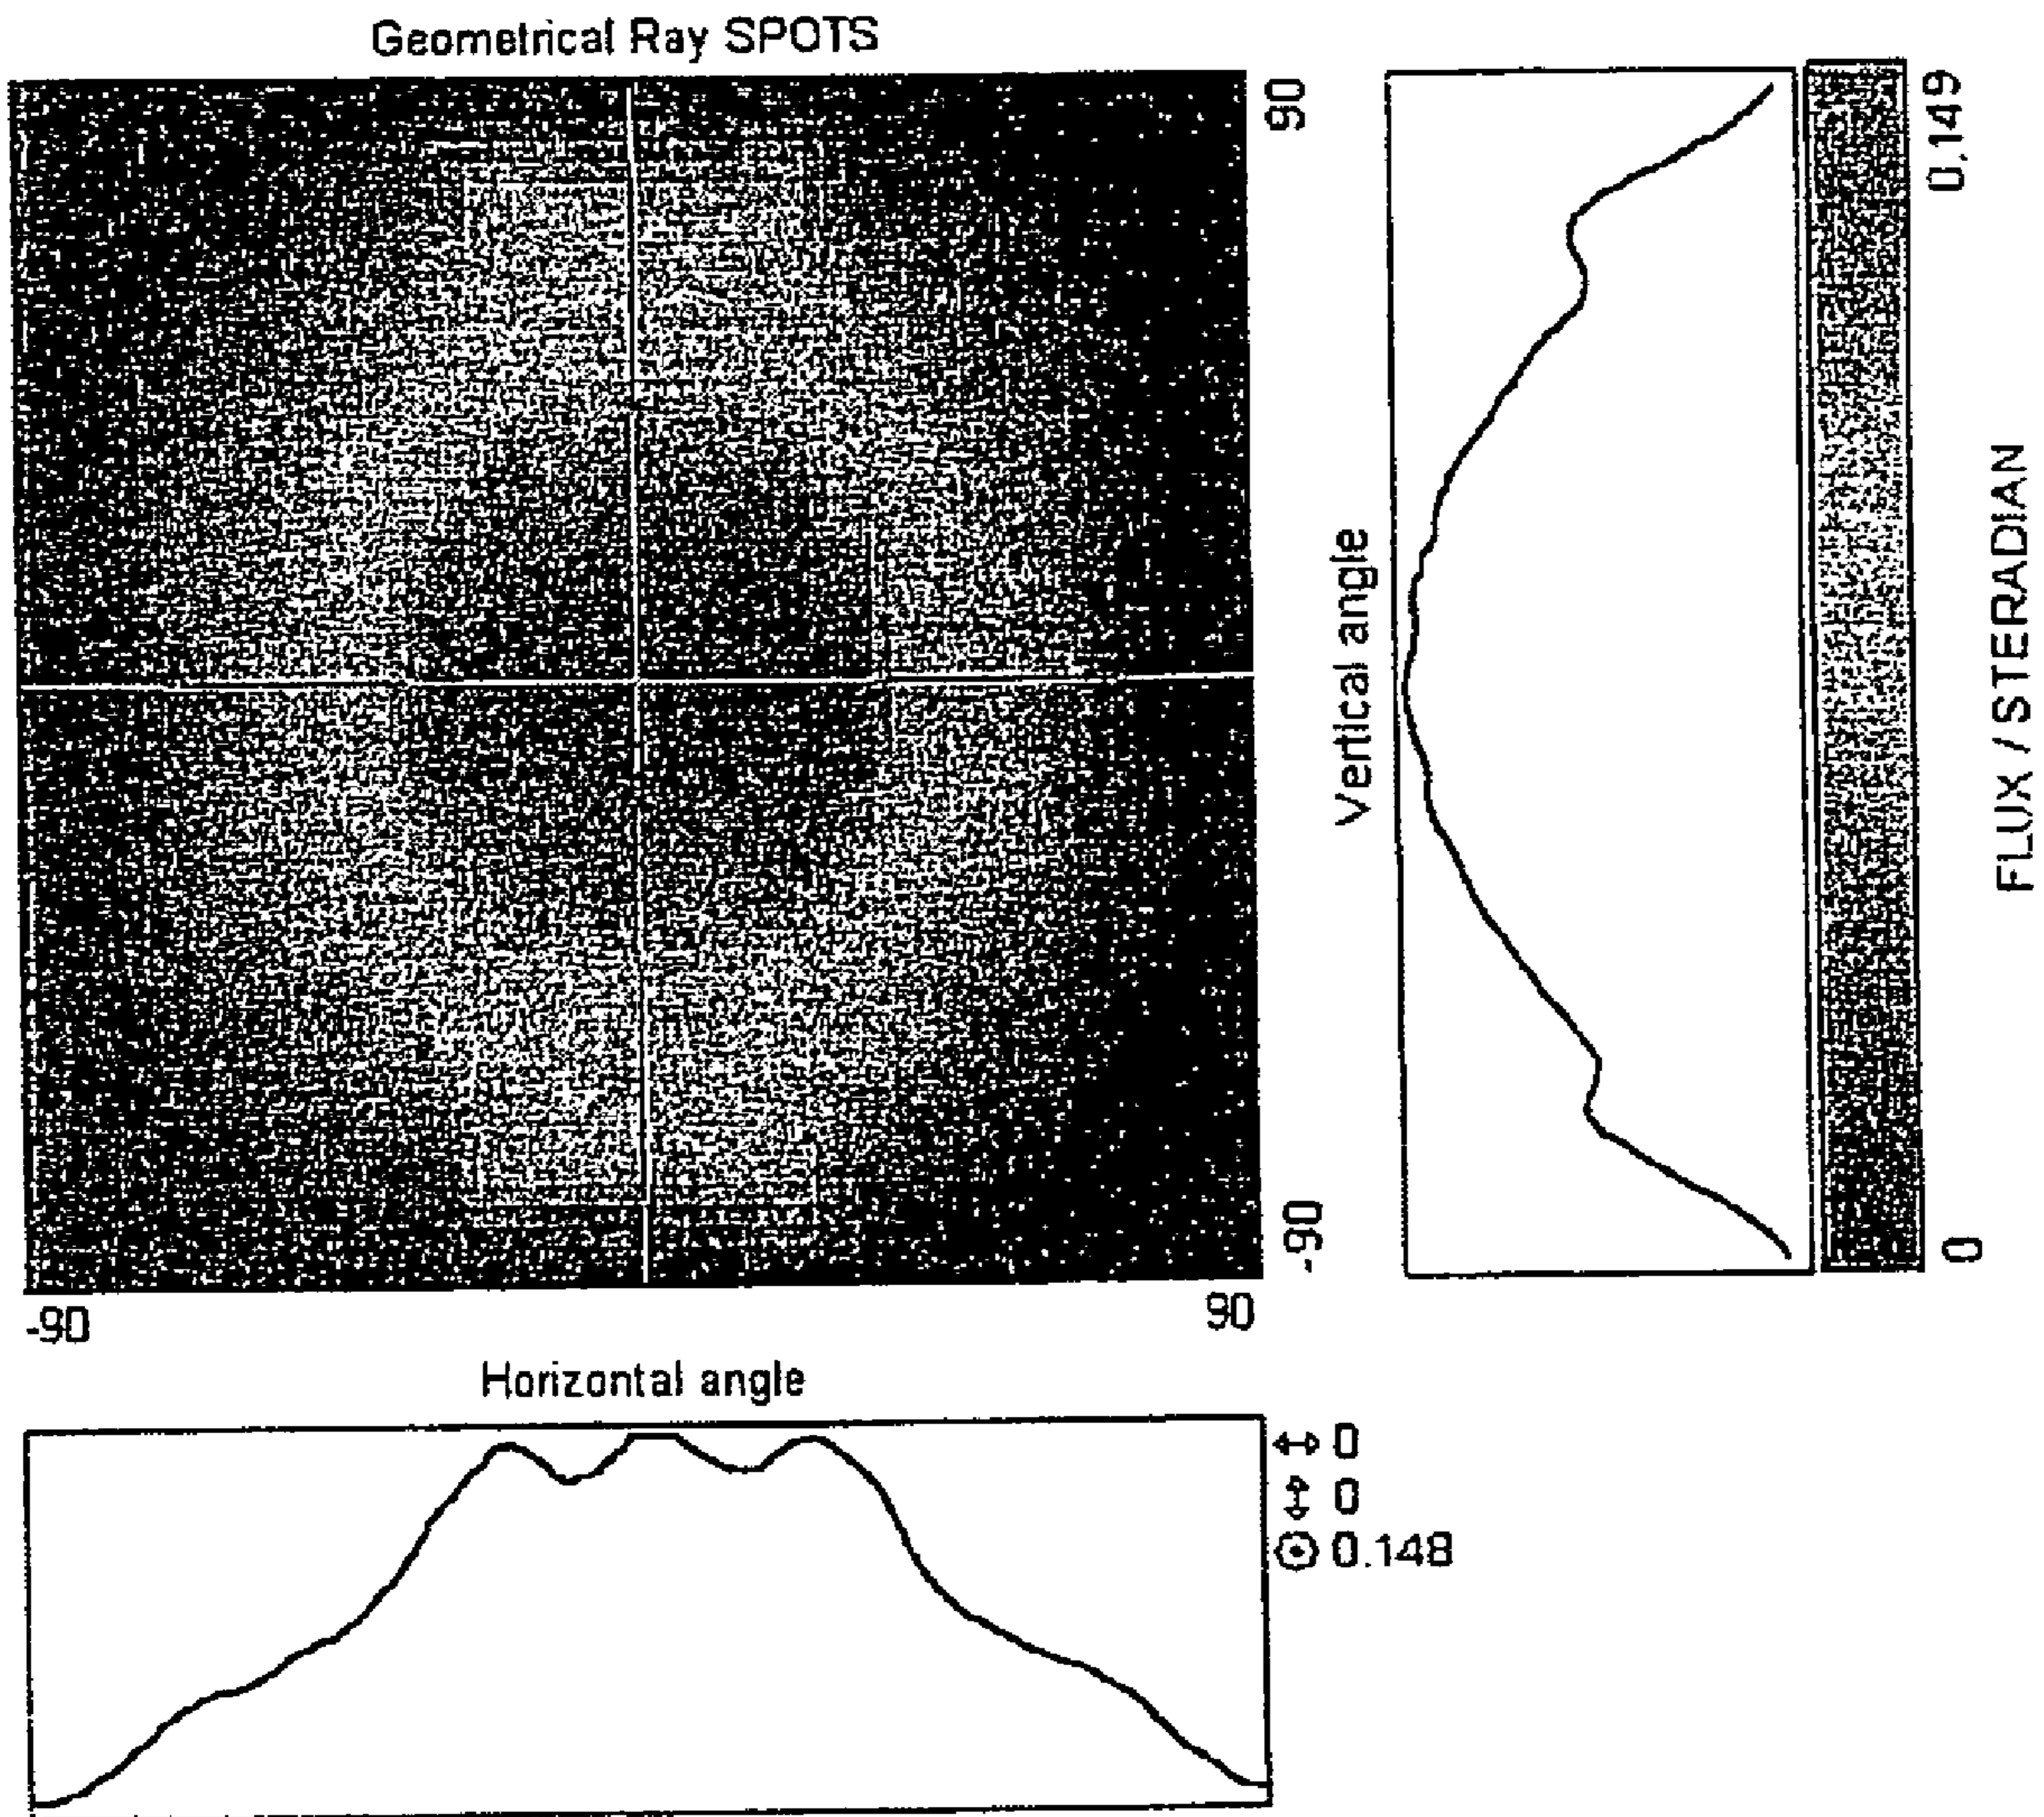 Geometrical Ray SPOTS
90
Vertical angle
-90
-90
90
Horizontal angle
0.149
FLUX / STERADIAN
0
0
0
0.148